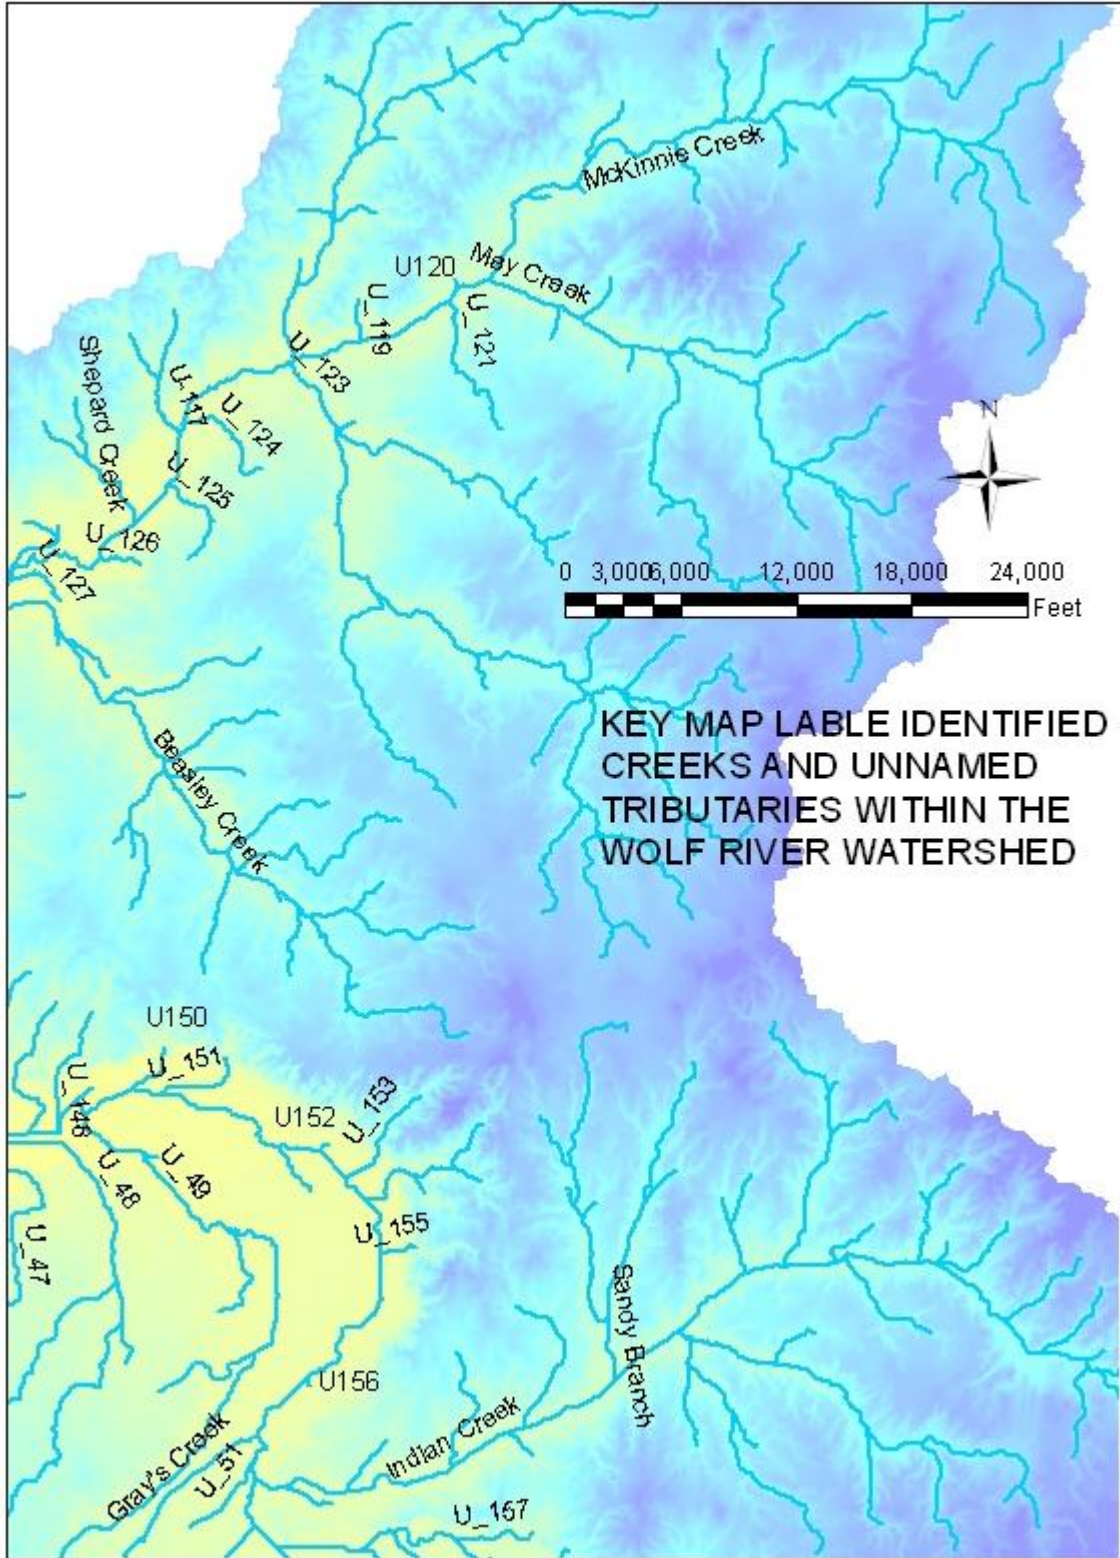 McKinnie Creek
May Creek
U120
U_119
U_121
U_123
Shepard Creek
U-117
U_124
N
U_125
U_126
U_127
0 3,000 6,000 12,000 18,000 24,000
Feet
KEY MAP LABLE IDENTIFIED
CREEKS AND UNNAMED
TRIBUTARIES WITHIN THE
WOLF RIVER WATERSHED
Beasley Creek
U150
U_151
U_153
U152
U_48
U_49
U_155
U_47
Sandy Branch
U156
Indian Creek
Gray's Creek
U_51